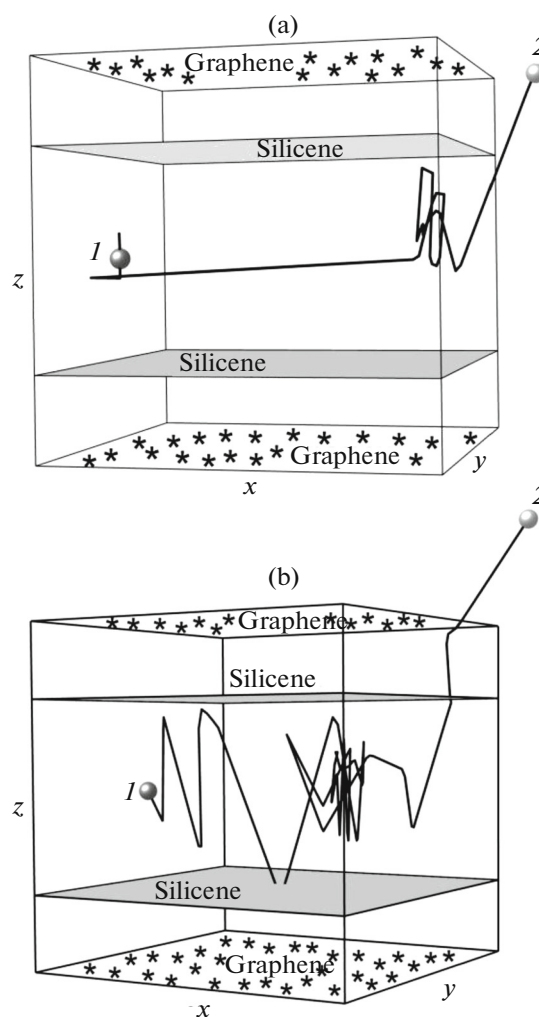 (a)
2
Graphene
Silicene
1
z
Silicene
Graphene
y
x
2
(b)
Graphene
Silicene
1
z
Silicene
Graphene
y
x